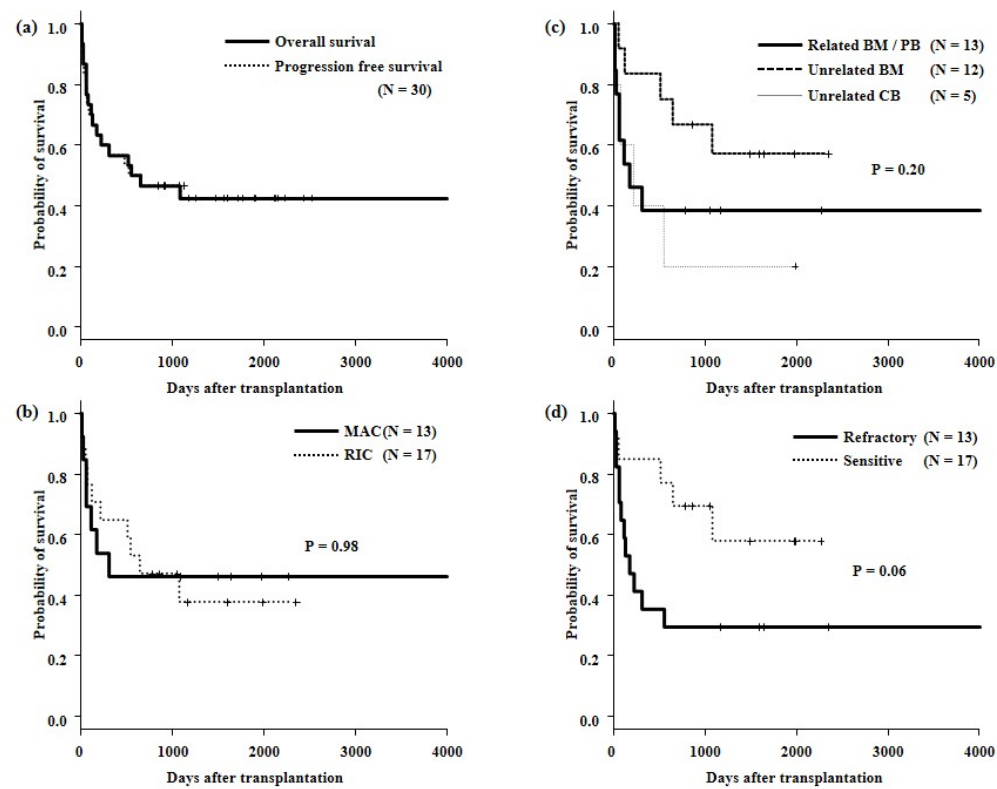 (a)
1.0
0.8
0.6
0.4
0.2
0.0
Probability of survival
Overall surival
Progression free survival
(N = 30)
0 1000 2000 3000 4000
Days after transplantation
(c)
1.0
0.8
0.6
0.4
0.2
0.0
Probability of survival
Related BM / PB (N = 13)
Unrelated BM (N = 12)
Unrelated CB (N = 5)
P = 0.20
0 1000 2000 3000 4000
Days after transplantation
(b)
1.0
0.8
0.6
0.4
0.2
0.0
Probability of survival
MAC (N = 13)
RIC (N = 17)
P = 0.98
0 1000 2000 3000 4000
Days after transplantation
(d)
1.0
0.8
0.6
0.4
0.2
0.0
Probability of survival
Refractory (N = 13)
Sensitive (N = 17)
P = 0.06
0 1000 2000 3000 4000
Days after transplantation